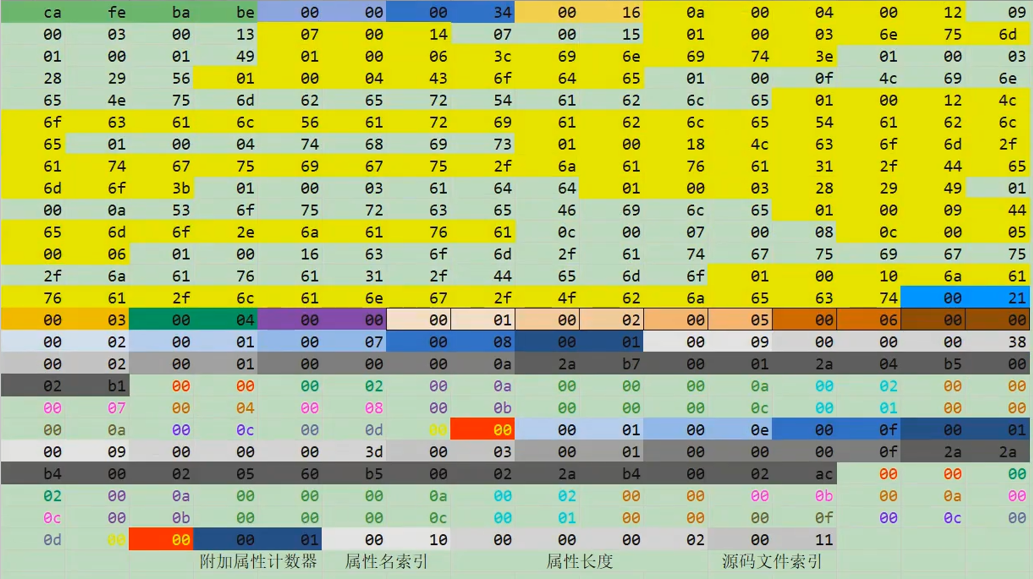 ca fe ba be 00 00 00 34 00 16 0a 00 04 00 12 09
00 03 00 13 07 00 14 07 00 15 01 00 03 6e 75 6d
01 00 01 49 01 00 06 3c 69 6e 69 74 3e 01 00 03
28 29 56 01 00 04 43 6f 64 65 01 00 0f 4c 69 6e
65 4e 75 6d 62 65 72 54 61 62 6c 65 01 00 12 4c
6f 63 61 6c 56 61 72 69 61 62 6c 65 54 61 62 6c
65 01 00 04 74 68 69 73 01 00 18 4c 63 6f 6d 2f
61 74 67 75 69 67 75 2f 6a 61 76 61 31 2f 44 65
6d 6f 3b 01 00 03 61 64 64 01 00 03 28 29 49 01
00 0a 53 6f 75 72 63 65 46 69 6c 65 01 00 09 44
65 6d 6f 2e 6a 61 76 61 0c 00 07 00 08 0c 00 05
00 06 01 00 16 63 6f 6d 2f 61 74 67 75 69 67 75
2f 6a 61 76 61 31 2f 44 65 6d 6f 01 00 10 6a 61
76 61 2f 6c 61 6e 67 2f 4f 62 6a 65 63 74 00 21
00 03 00 04 00 00 00 01 00 02 00 05 00 06 00 00
00 02 00 01 00 07 00 08 00 01 00 09 00 00 00 38
00 02 00 01 00 00 00 0a 2a b7 00 01 2a 04 b5 00
02 b1 00 00 00 02 00 0a 00 00 00 0a 00 02 00 00
00 07 00 04 00 08 00 0b 00 00 00 0c 00 01 00 00
00 0a 00 0c 00 0d 00 00 00 01 00 0e 00 0f 00 01
00 09 00 00 00 3d 00 03 00 01 00 00 00 0f 2a 2a
b4 00 02 05 60 b5 00 02 2a b4 00 02 ac 00 00 00
02 00 0a 00 00 00 0a 00 02 00 00 00 0b 00 0a 00
0c 00 0b 00 00 00 0c 00 01 00 00 00 0f 00 0c 00
0d 00 00 00 01 00 10 00 00 00 02 00 11
附加属性计数器 属性名索引 属性长度 源码文件索引